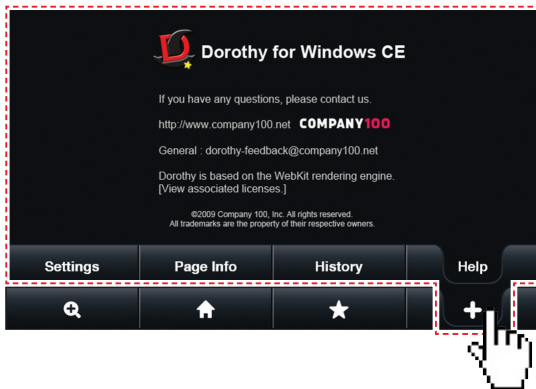 Dorothy for Windows CE
If you have any questions, please contact us.
http://www.company100.net COMPANY100
General : dorothy-feedback@company100.net
Dorothy is based on the WebKit rendering engine.
[View associated licenses.]
©2009 Company 100, Inc. All rights reserved.
All trademarks are the property of their respective owners.
Settings Page Info History Help